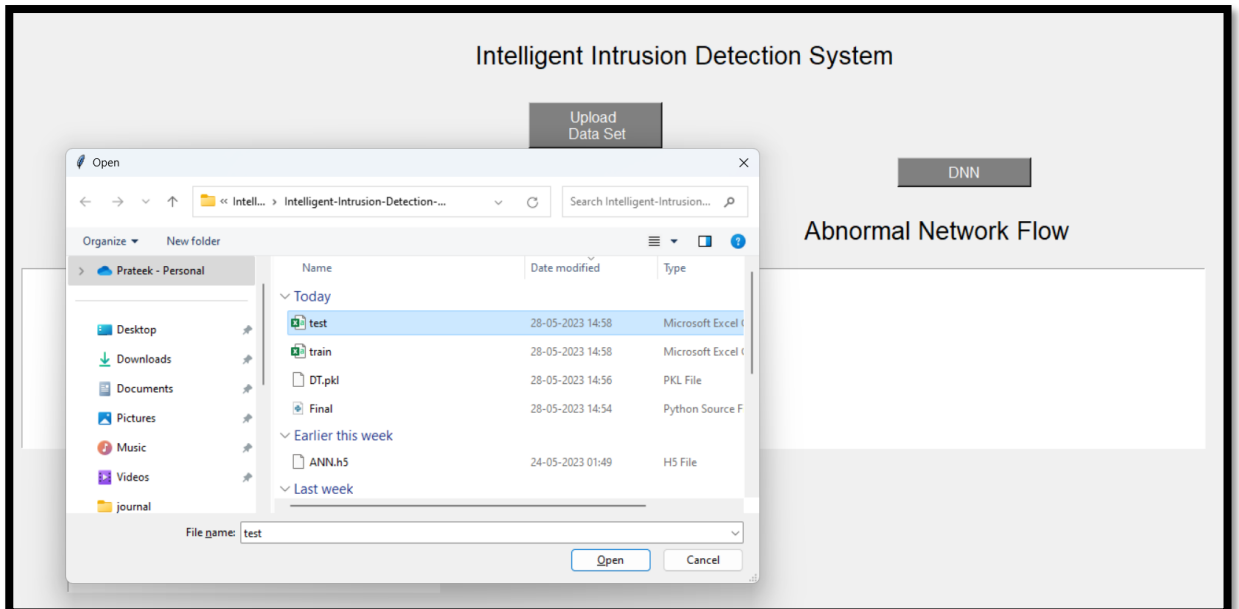 Intelligent Intrusion Detection System
Upload
Data Set
DNN
Abnormal Network Flow
Open
« Intell... › Intelligent-Intrusion-Detection-...
Search Intelligent-Intrusion...
Organize
New folder
?
Prateek - Personal
Desktop
Downloads
Documents
Pictures
Music
Videos
journal
Name Date modified Type
Today
test 28-05-2023 14:58 Microsoft Excel
train 28-05-2023 14:58 Microsoft Excel
DT.pkl 28-05-2023 14:56 PKL File
Final 28-05-2023 14:54 Python Source F
Earlier this week
ANN.h5 24-05-2023 01:49 H5 File
Last week
File name: test
Open Cancel